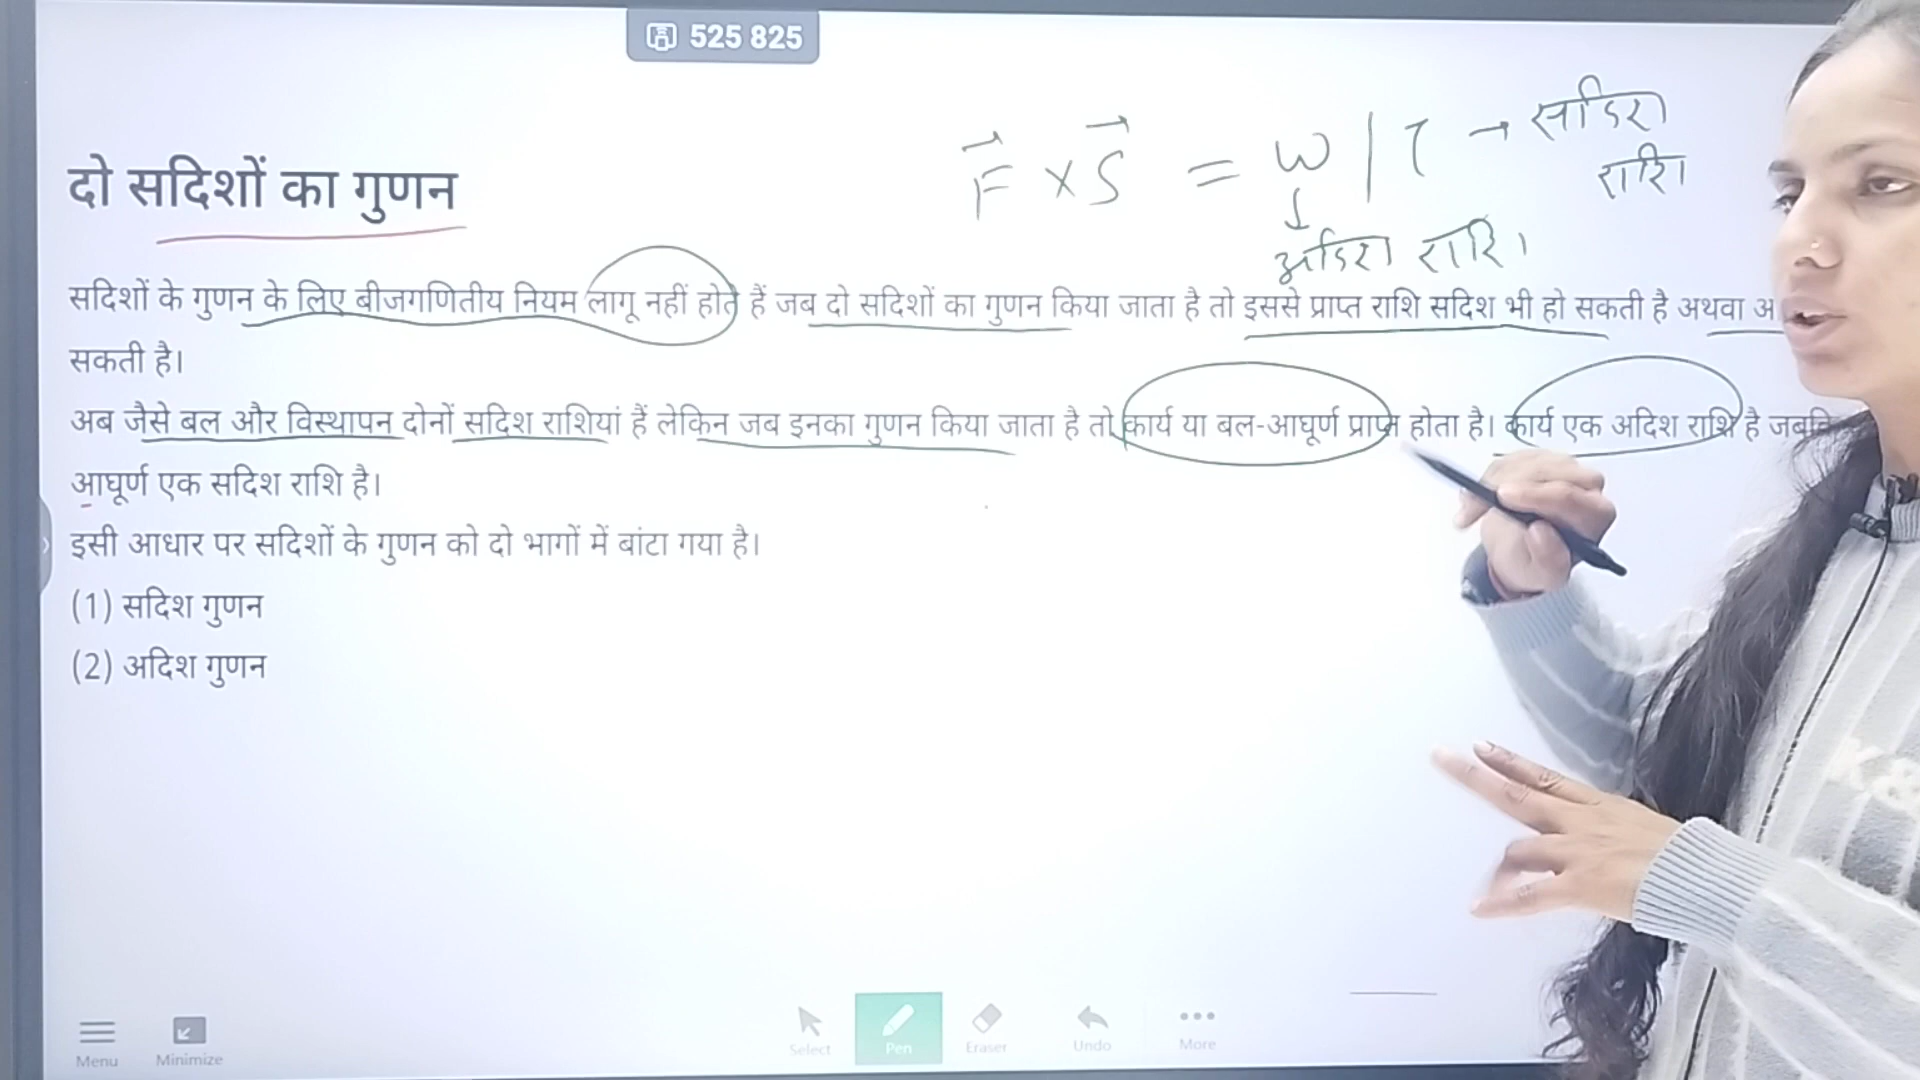 525 825
F × S = W | τ → सदिश
राशि
↓
अदिश राशि।
दो सदिशों का गुणन
सदिशों के गुणन के लिए बीजगणितीय नियम लागू नहीं होते हैं जब दो सदिशों का गुणन किया जाता है तो इससे प्राप्त राशि सदिश भी हो सकती है अथवा अ
सकती है।
अब जैसे बल और विस्थापन दोनों सदिश राशियां हैं लेकिन जब इनका गुणन किया जाता है तो कार्य या बल-आघूर्ण प्राप्त होता है। कार्य एक अदिश राशि है जबकि
आघूर्ण एक सदिश राशि है।
इसी आधार पर सदिशों के गुणन को दो भागों में बांटा गया है।
(1) सदिश गुणन
(2) अदिश गुणन
Menu Minimize Select Pen Eraser Undo More